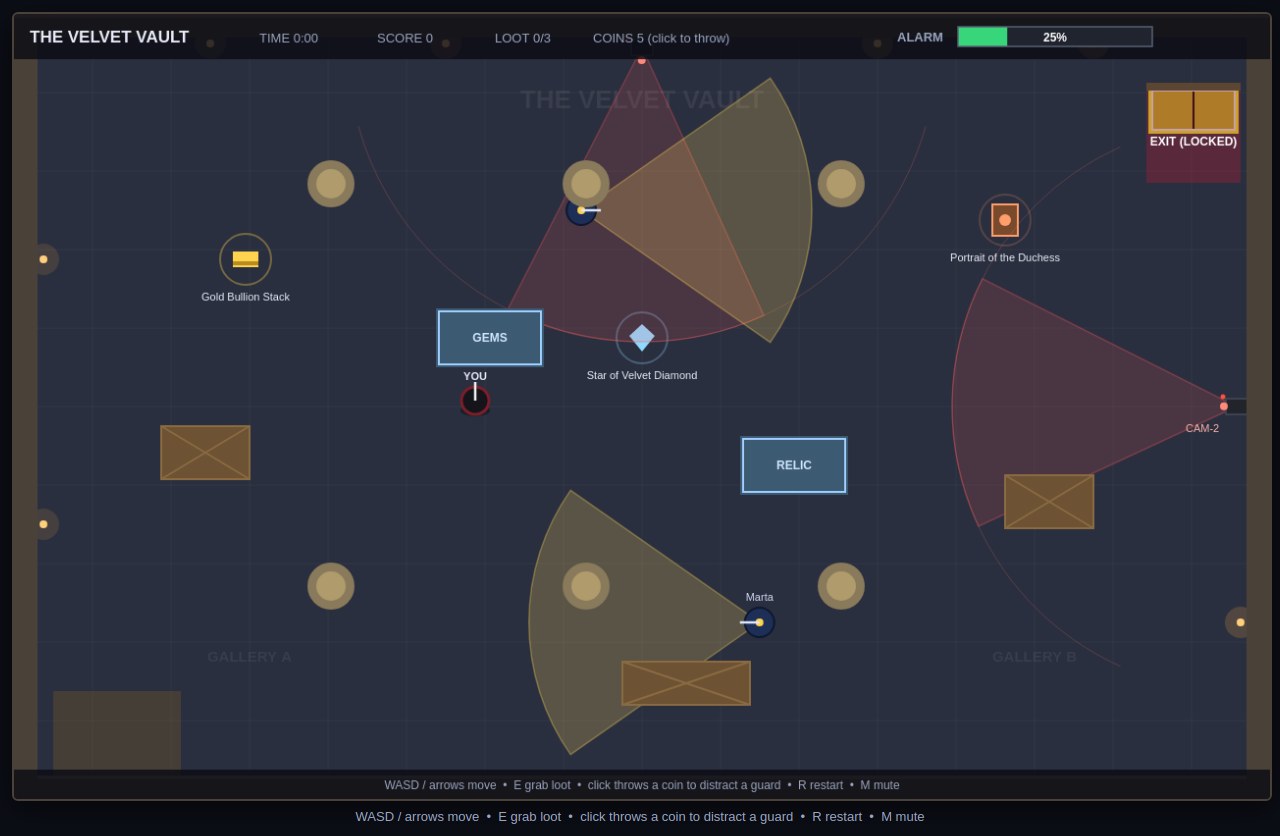 THE VELVET VAULT
TIME 0:00
SCORE 0
LOOT 0/3
COINS 5 (click to throw)
ALARM
25%
THE VELVET VAULT
EXIT (LOCKED)
Portrait of the Duchess
Gold Bullion Stack
GEMS
Star of Velvet Diamond
YOU
CAM-2
RELIC
Marta
GALLERY A
GALLERY B
WASD / arrows move • E grab loot • click throws a coin to distract a guard • R restart • M mute
WASD / arrows move • E grab loot • click throws a coin to distract a guard • R restart • M mute